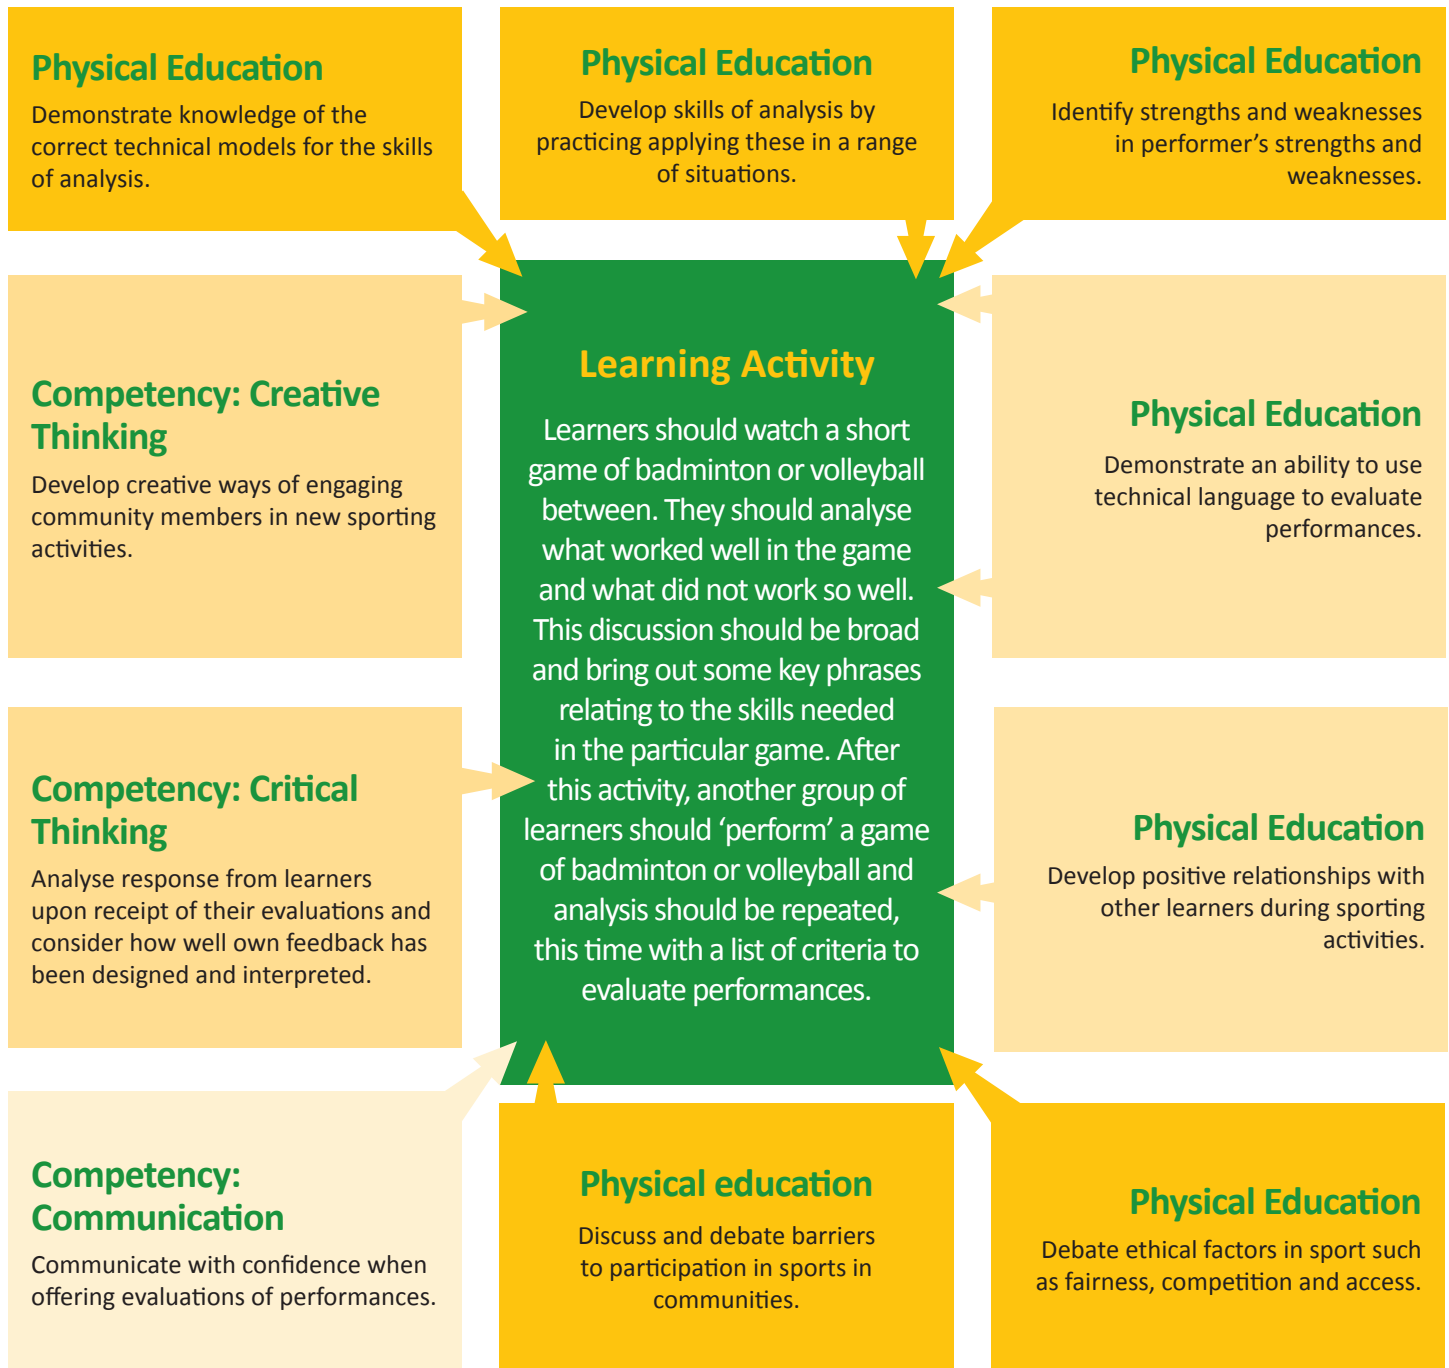 Physical Education
Demonstrate knowledge of the
correct technical models for the skills
of analysis.
Physical Education
Develop skills of analysis by
practicing applying these in a range
of situations.
Physical Education
Identify strengths and weaknesses
in performer’s strengths and
weaknesses.
Competency: Creative
Thinking
Develop creative ways of engaging
community members in new sporting
activities.
Learning Activity
Learners should watch a short
game of badminton or volleyball
between. They should analyse
what worked well in the game
and what did not work so well.
This discussion should be broad
and bring out some key phrases
relating to the skills needed
in the particular game. After
this activity, another group of
learners should ‘perform’ a game
of badminton or volleyball and
analysis should be repeated,
this time with a list of criteria to
evaluate performances.
Physical Education
Demonstrate an ability to use
technical language to evaluate
performances.
Competency: Critical
Thinking
Analyse response from learners
upon receipt of their evaluations and
consider how well own feedback has
been designed and interpreted.
Physical Education
Develop positive relationships with
other learners during sporting
activities.
Competency:
Communication
Communicate with confidence when
offering evaluations of performances.
Physical education
Discuss and debate barriers
to participation in sports in
communities.
Physical Education
Debate ethical factors in sport such
as fairness, competition and access.